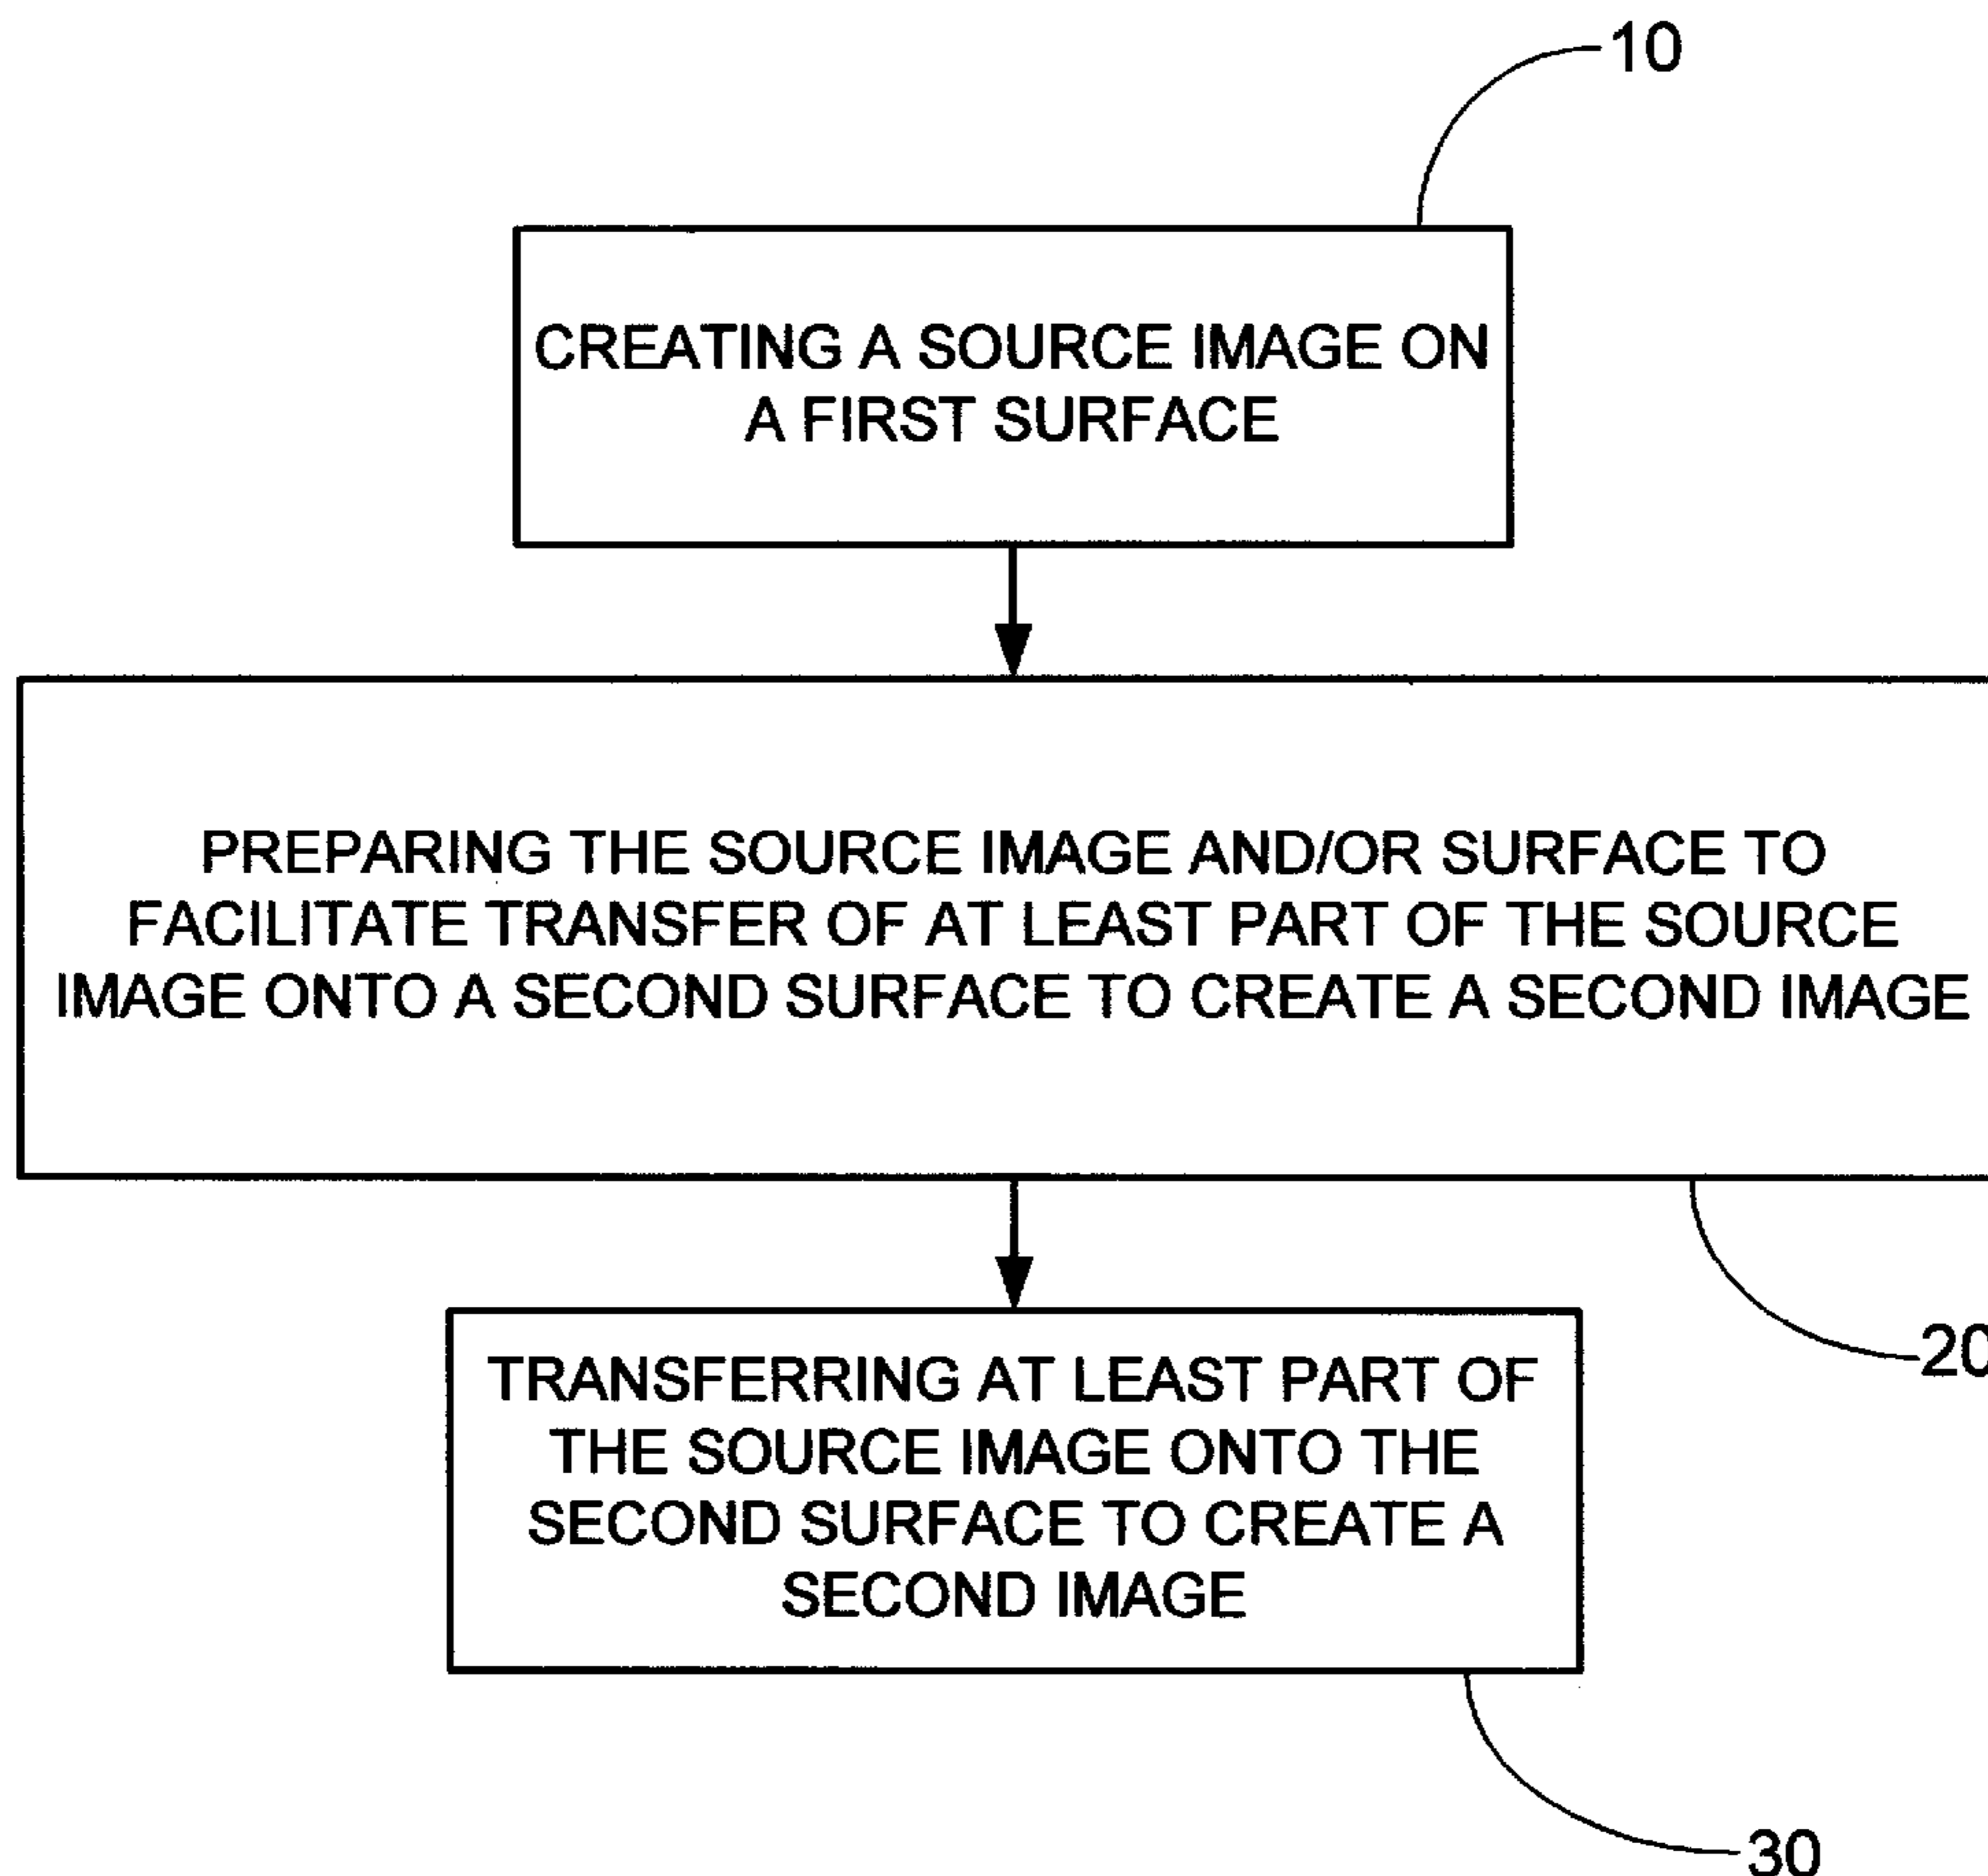 10
CREATING A SOURCE IMAGE ON
A FIRST SURFACE
PREPARING THE SOURCE IMAGE AND/OR SURFACE TO
FACILITATE TRANSFER OF AT LEAST PART OF THE SOURCE
IMAGE ONTO A SECOND SURFACE TO CREATE A SECOND IMAGE
20
TRANSFERRING AT LEAST PART OF
THE SOURCE IMAGE ONTO THE
SECOND SURFACE TO CREATE A
SECOND IMAGE
30